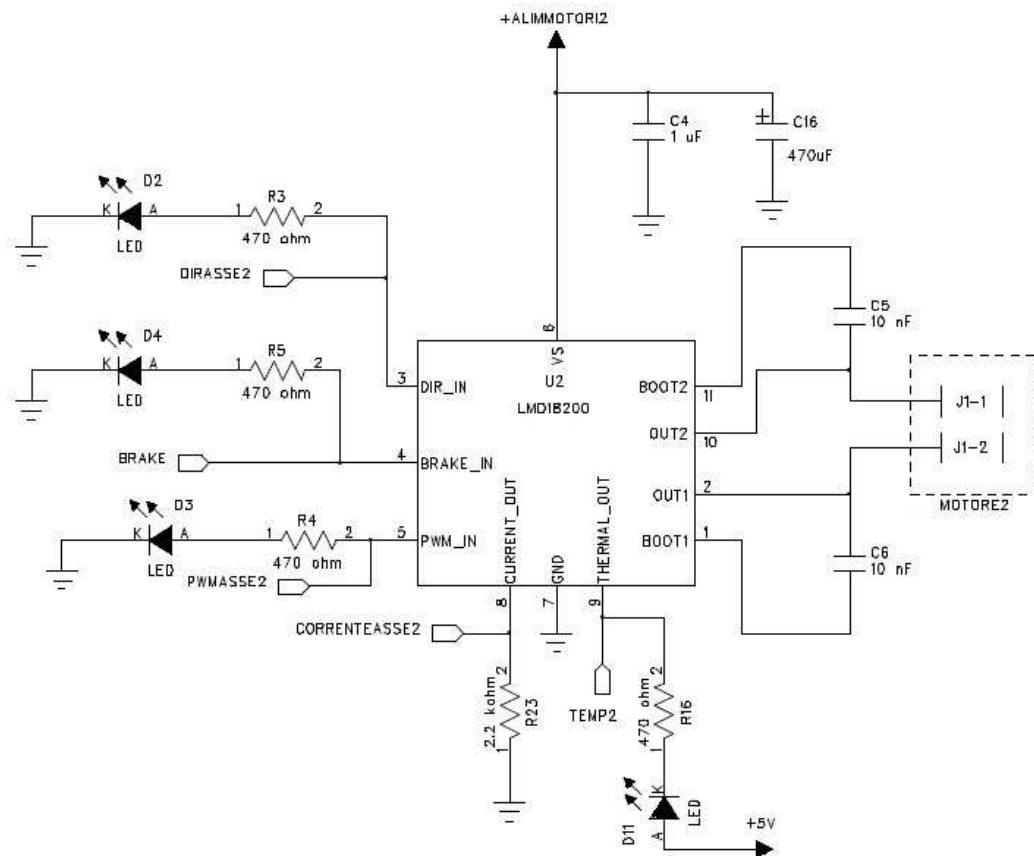 +ALIMMOTORI2
C4
1 uF
+
C16
470uF
D2
K
A
LED
R3
1
2
470 ohm
DIRASSE2
C5
10 nF
D4
K
A
LED
R5
1
2
470 ohm
6
VS
U2
LMD18200
3
DIR_IN
BOOT2
11
J1-1
OUT2
10
J1-2
BRAKE
4
BRAKE_IN
OUT1
2
MOTORE2
D3
K
A
LED
R4
1
2
470 ohm
5
PWM_IN
CURRENT_OUT
GND
THERMAL_OUT
BOOT1
1
C6
10 nF
PWMASSE2
8
7
9
CORRENTEASSE2
2
2.2 kohm
R23
1
TEMP2
2
470 ohm
R16
1
K
D11
LED
A
+5V